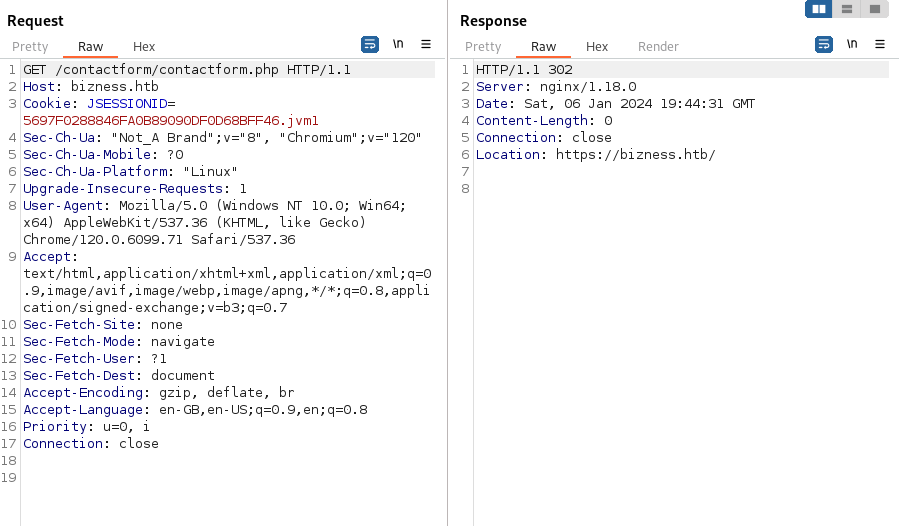 Request
Pretty Raw Hex \n
1 GET /contactform/contactform.php HTTP/1.1
2 Host: bizness.htb
3 Cookie: JSESSIONID=
5697F0288846FA0B89090DF0D68BFF46.jvm1
4 Sec-Ch-Ua: "Not_A Brand";v="8", "Chromium";v="120"
5 Sec-Ch-Ua-Mobile: ?0
6 Sec-Ch-Ua-Platform: "Linux"
7 Upgrade-Insecure-Requests: 1
8 User-Agent: Mozilla/5.0 (Windows NT 10.0; Win64;
x64) AppleWebKit/537.36 (KHTML, like Gecko)
Chrome/120.0.6099.71 Safari/537.36
9 Accept:
text/html,application/xhtml+xml,application/xml;q=0
.9,image/avif,image/webp,image/apng,*/*;q=0.8,appli
cation/signed-exchange;v=b3;q=0.7
10 Sec-Fetch-Site: none
11 Sec-Fetch-Mode: navigate
12 Sec-Fetch-User: ?1
13 Sec-Fetch-Dest: document
14 Accept-Encoding: gzip, deflate, br
15 Accept-Language: en-GB,en-US;q=0.9,en;q=0.8
16 Priority: u=0, i
17 Connection: close
18
19
Response
Pretty Raw Hex Render \n
1 HTTP/1.1 302
2 Server: nginx/1.18.0
3 Date: Sat, 06 Jan 2024 19:44:31 GMT
4 Content-Length: 0
5 Connection: close
6 Location: https://bizness.htb/
7
8